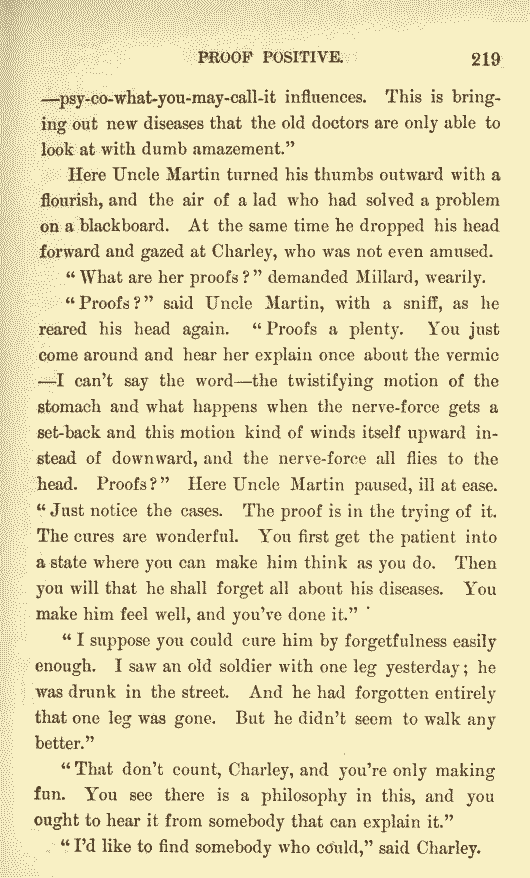 PROOF POSITIVE. 219
—psy-co-what-you-may-call-it influences. This is bring-
ing out new diseases that the old doctors are only able to
look at with dumb amazement.”
Here Uncle Martin turned his thumbs outward with a
flourish, and the air of a lad who had solved a problem
on a blackboard. At the same time he dropped his head
forward and gazed at Charley, who was not even amused.
“What are her proofs?” demanded Millard, wearily.
“Proofs?” said Uncle Martin, with a sniff, as he
reared his head again. “Proofs a plenty. You just
come around and hear her explain once about the vermic
—I can’t say the word—the twistifying motion of the
stomach and what happens when the nerve-force gets a
set-back and this motion kind of winds itself upward in-
stead of downward, and the nerve-force all flies to the
head. Proofs?” Here Uncle Martin paused, ill at ease.
“Just notice the cases. The proof is in the trying of it.
The cures are wonderful. You first get the patient into
a state where you can make him think as you do. Then
you will that he shall forget all about his diseases. You
make him feel well, and you’ve done it.”
“I suppose you could cure him by forgetfulness easily
enough. I saw an old soldier with one leg yesterday; he
was drunk in the street. And he had forgotten entirely
that one leg was gone. But he didn’t seem to walk any
better.”
“That don’t count, Charley, and you’re only making
fun. You see there is a philosophy in this, and you
ought to hear it from somebody that can explain it.”
“I’d like to find somebody who could,” said Charley.